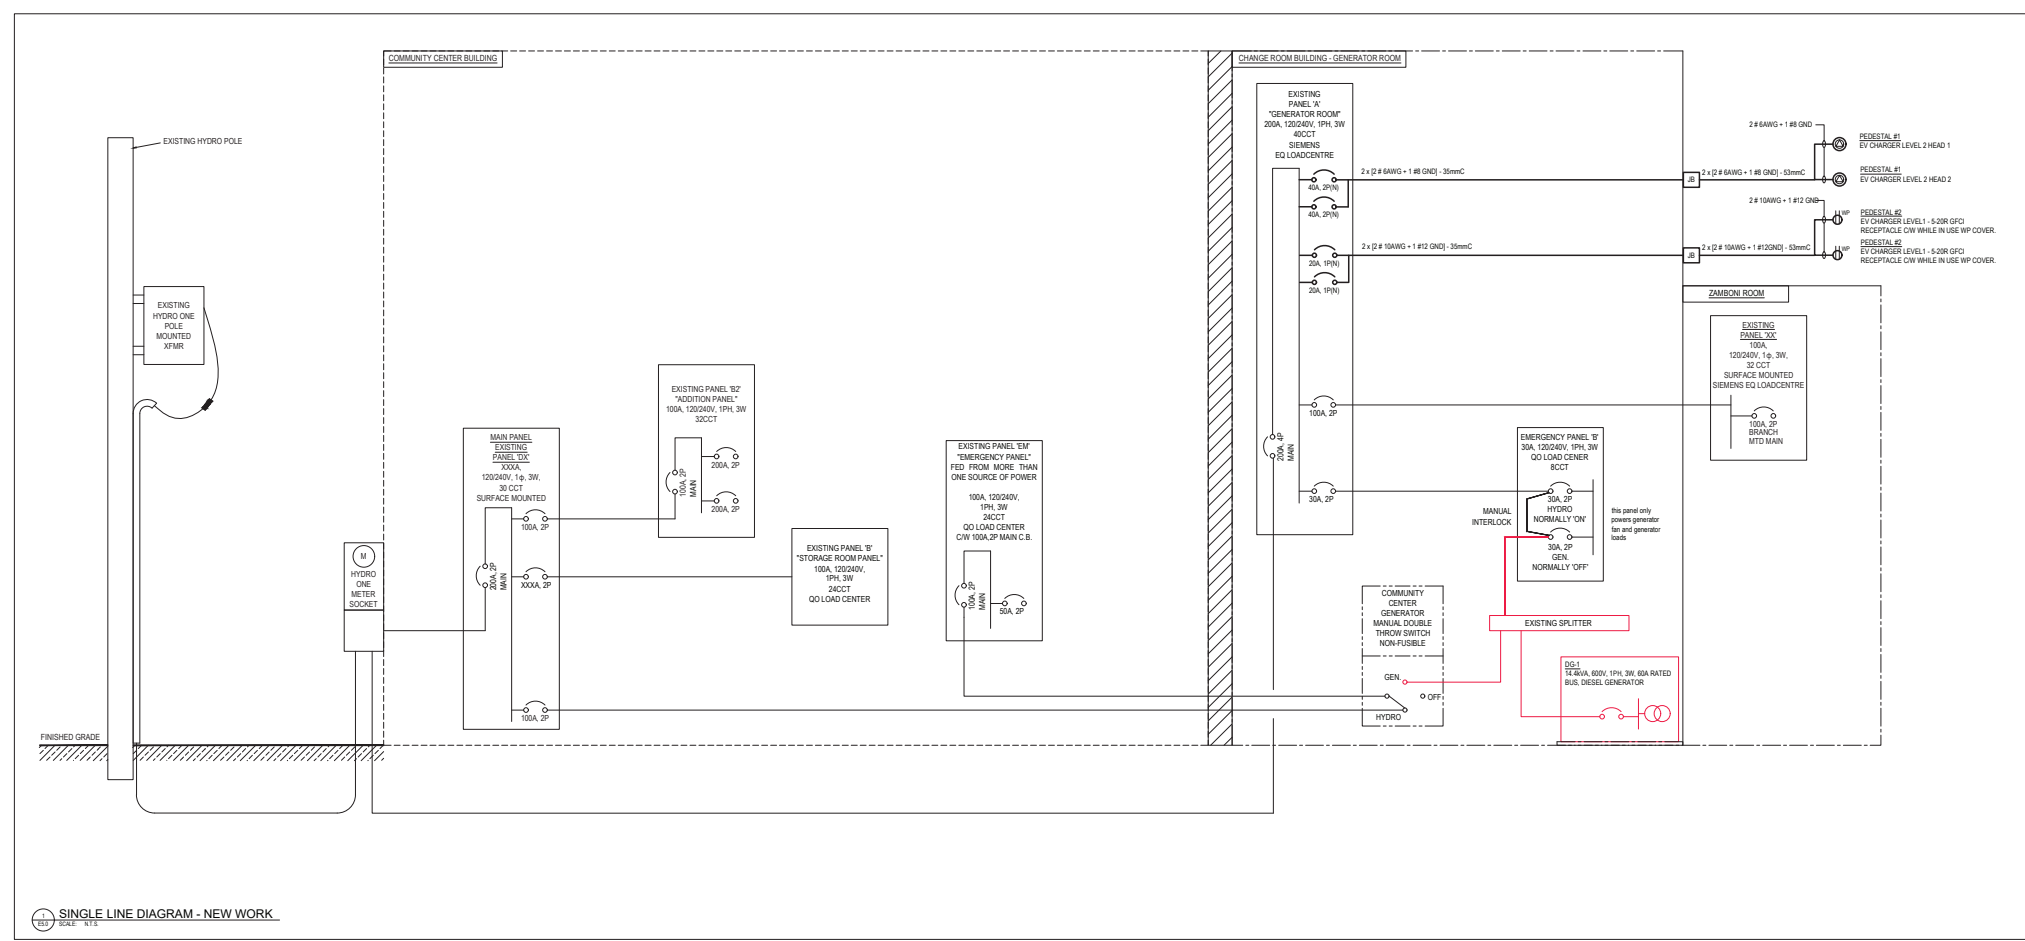 COMMUNITY CENTER BUILDING
CHANGE ROOM BUILDING - GENERATOR ROOM
EXISTING HYDRO POLE
EXISTING
HYDRO ONE
POLE
MOUNTED
XFMR
FINISHED GRADE
M
HYDRO
ONE
METER
SOCKET
MAIN PANEL
EXISTING
PANEL 'DX'
XXXA,
120/240V, 1φ, 3W,
30 CCT
SURFACE MOUNTED
200A, 2P
MAIN
100A, 2P
XXXA, 2P
100A, 2P
EXISTING PANEL 'B2'
"ADDITION PANEL"
100A, 120/240V, 1PH, 3W
32CCT
100A, 2P
MAIN
200A, 2P
200A, 2P
EXISTING PANEL 'B'
"STORAGE ROOM PANEL"
100A, 120/240V,
1PH, 3W
24CCT
QO LOAD CENTER
EXISTING PANEL 'EM'
"EMERGENCY PANEL"
FED FROM MORE THAN
ONE SOURCE OF POWER
100A, 120/240V,
1PH, 3W
24CCT
QO LOAD CENTER
C/W 100A,2P MAIN C.B.
100A, 2P
MAIN
50A, 2P
EXISTING
PANEL 'A'
"GENERATOR ROOM"
200A, 120/240V, 1PH, 3W
40CCT
SIEMENS
EQ LOADCENTRE
40A, 2P(N)
40A, 2P(N)
20A, 1P(N)
20A, 1P(N)
100A, 2P
200A, 4P
MAIN
30A, 2P
2 x [2 # 6AWG + 1 #8 GND] - 35mmC
2 x [2 # 10AWG + 1 #12 GND] - 35mmC
JB
2 x [2 # 6AWG + 1 #8 GND] - 53mmC
JB
2 x [2 # 10AWG + 1 #12GND] - 53mmC
2 # 6AWG + 1 #8 GND
2 # 10AWG + 1 #12 GND
PEDESTAL #1
EV CHARGER LEVEL 2 HEAD 1
PEDESTAL #1
EV CHARGER LEVEL 2 HEAD 2
WP
PEDESTAL #2
EV CHARGER LEVEL1 - 5-20R GFCI
RECEPTACLE C/W WHILE IN USE WP COVER.
WP
PEDESTAL #2
EV CHARGER LEVEL1 - 5-20R GFCI
RECEPTACLE C/W WHILE IN USE WP COVER.
ZAMBONI ROOM
EXISTING
PANEL 'XX'
100A,
120/240V, 1φ, 3W,
32 CCT
SURFACE MOUNTED
SIEMENS EQ LOADCENTRE
100A, 2P
BRANCH
MTD MAIN
EMERGENCY PANEL 'B'
30A, 120/240V, 1PH, 3W
QO LOAD CENER
8CCT
30A, 2P
HYDRO
NORMALLY 'ON'
30A, 2P
GEN.
NORMALLY 'OFF'
MANUAL
INTERLOCK
this panel only
powers generator
fan and generator
loads
COMMUNITY
CENTER
GENERATOR
MANUAL DOUBLE
THROW SWITCH
NON-FUSIBLE
GEN.
OFF
HYDRO
EXISTING SPLITTER
DG-1
14.4kVA, 600V, 1PH, 3W, 60A RATED
BUS, DIESEL GENERATOR
1
E5.0
SINGLE LINE DIAGRAM - NEW WORK
SCALE: N.T.S.